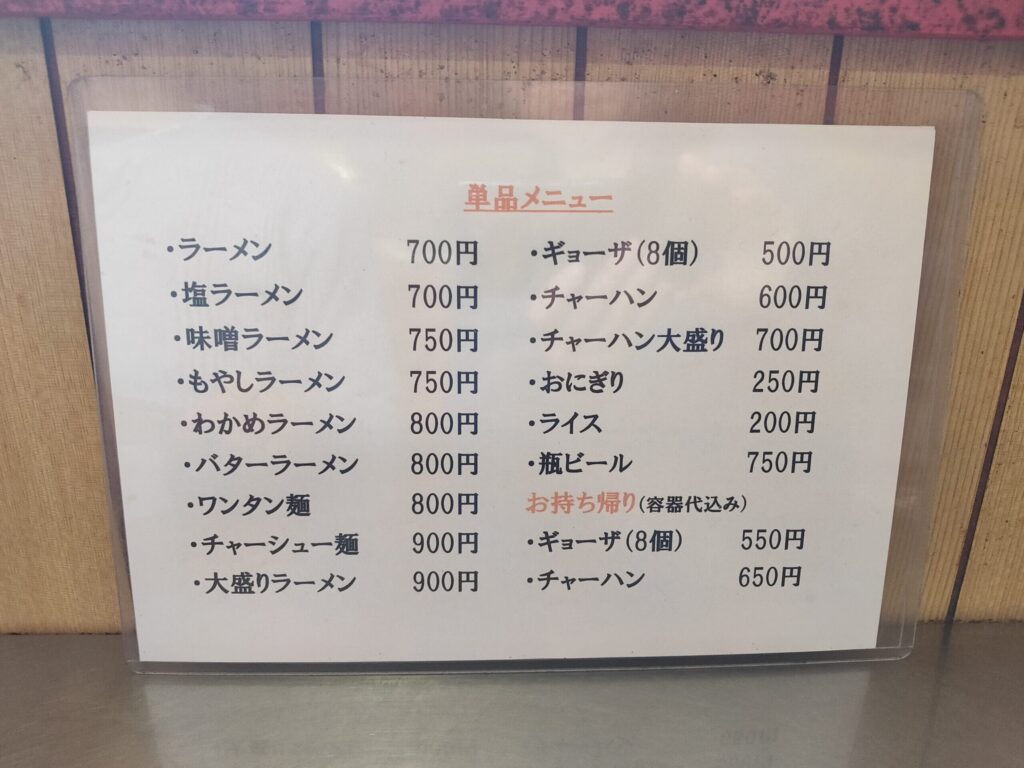 単品メニュー
・ラーメン 700円
・塩ラーメン 700円
・味噌ラーメン 750円
・もやしラーメン 750円
・わかめラーメン 800円
・バターラーメン 800円
・ワンタン麺 800円
・チャーシュー麺 900円
・大盛りラーメン 900円
・ギョーザ(8個) 500円
・チャーハン 600円
・チャーハン大盛り 700円
・おにぎり 250円
・ライス 200円
・瓶ビール 750円
お持ち帰り(容器代込み)
・ギョーザ(8個) 550円
・チャーハン 650円